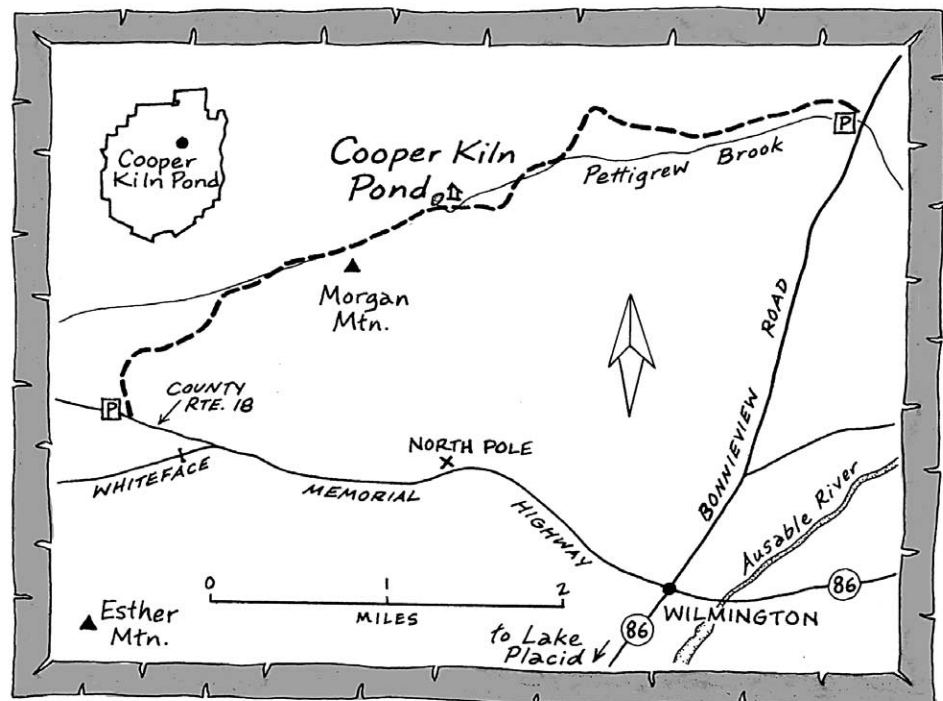 Cooper
Kiln Pond
Cooper Kiln
Pond
P
Pettigrew Brook
Morgan
Mtn.
BONNIEVIEW ROAD
P
COUNTY
RTE. 18
NORTH POLE
WHITEFACE MEMORIAL HIGHWAY
Ausable River
0 1 2
MILES
86
WILMINGTON
Esther
Mtn.
to Lake
Placid
86